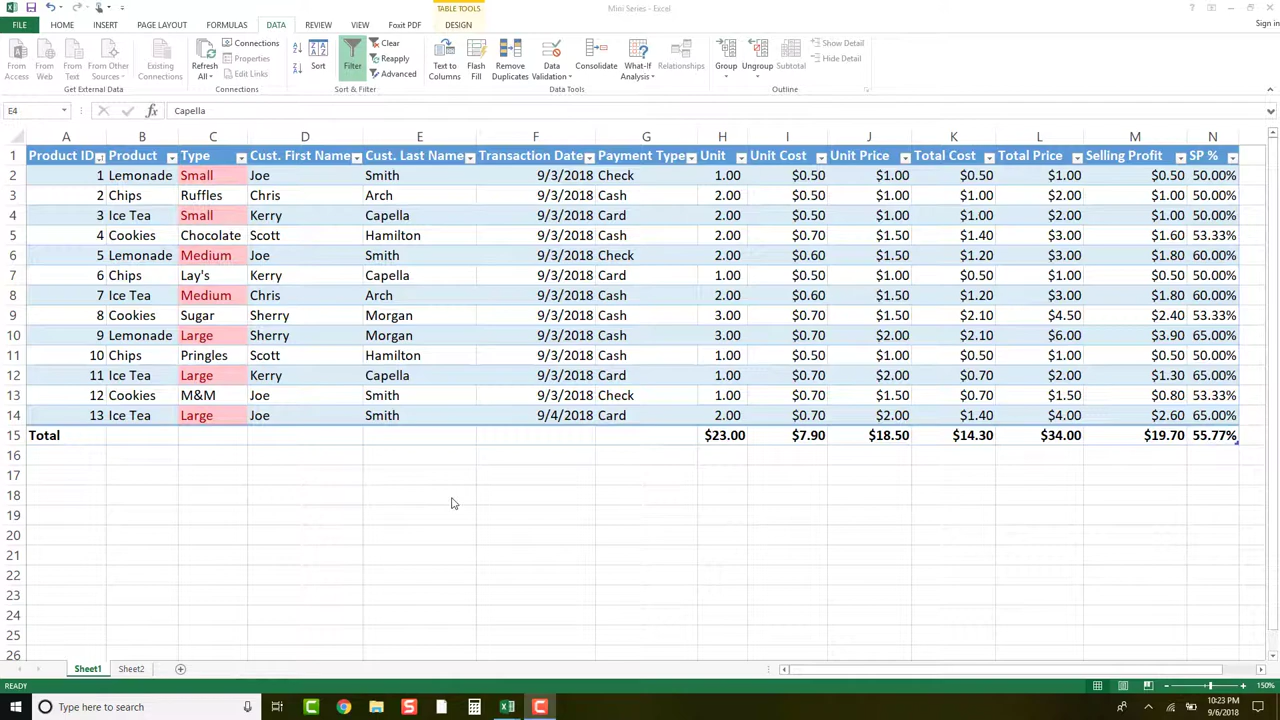 TABLE TOOLS
Mini Series - Excel
FILE HOME INSERT PAGE LAYOUT FORMULAS DATA REVIEW VIEW Foxit PDF DESIGN Sign in
From Access From Web From Text From Other Sources Existing Connections Refresh All Connections Properties Edit Links Sort Filter Clear Reapply Advanced Text to Columns Flash Fill Remove Duplicates Data Validation Consolidate What-If Analysis Relationships Group Ungroup Subtotal Show Detail Hide Detail
Get External Data Connections Sort & Filter Data Tools Outline
E4 fx Capella
A B C D E F G H I J K L M N
1 Product ID Product Type Cust. First Name Cust. Last Name Transaction Date Payment Type Unit Unit Cost Unit Price Total Cost Total Price Selling Profit SP %
2 1 Lemonade Small Joe Smith 9/3/2018 Check 1.00 $0.50 $1.00 $0.50 $1.00 $0.50 50.00%
3 2 Chips Ruffles Chris Arch 9/3/2018 Cash 2.00 $0.50 $1.00 $1.00 $2.00 $1.00 50.00%
4 3 Ice Tea Small Kerry Capella 9/3/2018 Card 2.00 $0.50 $1.00 $1.00 $2.00 $1.00 50.00%
5 4 Cookies Chocolate Scott Hamilton 9/3/2018 Cash 2.00 $0.70 $1.50 $1.40 $3.00 $1.60 53.33%
6 5 Lemonade Medium Joe Smith 9/3/2018 Check 2.00 $0.60 $1.50 $1.20 $3.00 $1.80 60.00%
7 6 Chips Lay's Kerry Capella 9/3/2018 Card 1.00 $0.50 $1.00 $0.50 $1.00 $0.50 50.00%
8 7 Ice Tea Medium Chris Arch 9/3/2018 Cash 2.00 $0.60 $1.50 $1.20 $3.00 $1.80 60.00%
9 8 Cookies Sugar Sherry Morgan 9/3/2018 Cash 3.00 $0.70 $1.50 $2.10 $4.50 $2.40 53.33%
10 9 Lemonade Large Sherry Morgan 9/3/2018 Cash 3.00 $0.70 $2.00 $2.10 $6.00 $3.90 65.00%
11 10 Chips Pringles Scott Hamilton 9/3/2018 Cash 1.00 $0.50 $1.00 $0.50 $1.00 $0.50 50.00%
12 11 Ice Tea Large Kerry Capella 9/3/2018 Card 1.00 $0.70 $2.00 $0.70 $2.00 $1.30 65.00%
13 12 Cookies M&M Joe Smith 9/3/2018 Check 1.00 $0.70 $1.50 $0.70 $1.50 $0.80 53.33%
14 13 Ice Tea Large Joe Smith 9/4/2018 Card 2.00 $0.70 $2.00 $1.40 $4.00 $2.60 65.00%
15 Total $23.00 $7.90 $18.50 $14.30 $34.00 $19.70 55.77%
16
17
18
19
20
21
22
23
24
25
26
Sheet1 Sheet2
READY 150%
Type here to search 10:23 PM
9/6/2018